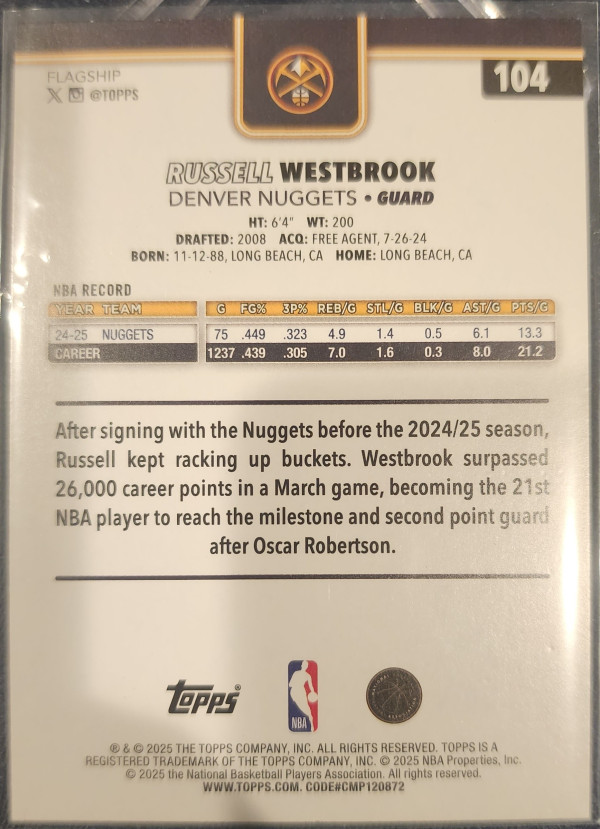 FLAGSHIP
104
X @TOPPS
RUSSELL WESTBROOK
DENVER NUGGETS • GUARD
HT: 6'4" WT: 200
DRAFTED: 2008 ACQ: FREE AGENT, 7-26-24
BORN: 11-12-88, LONG BEACH, CA HOME: LONG BEACH, CA
NBA RECORD
YEAR TEAM G FG% 3P% REB/G STL/G BLK/G AST/G PTS/G
24-25 NUGGETS 75 .449 .323 4.9 1.4 0.5 6.1 13.3
CAREER 1237 .439 .305 7.0 1.6 0.3 8.0 21.2
After signing with the Nuggets before the 2024/25 season,
Russell kept racking up buckets. Westbrook surpassed
26,000 career points in a March game, becoming the 21st
NBA player to reach the milestone and second point guard
after Oscar Robertson.
Topps®
NBA
® & © 2025 THE TOPPS COMPANY, INC. ALL RIGHTS RESERVED. TOPPS IS A
REGISTERED TRADEMARK OF THE TOPPS COMPANY, INC. © 2025 NBA Properties, Inc.
© 2025 the National Basketball Players Association. All rights reserved.
WWW.TOPPS.COM. CODE#CMP120872